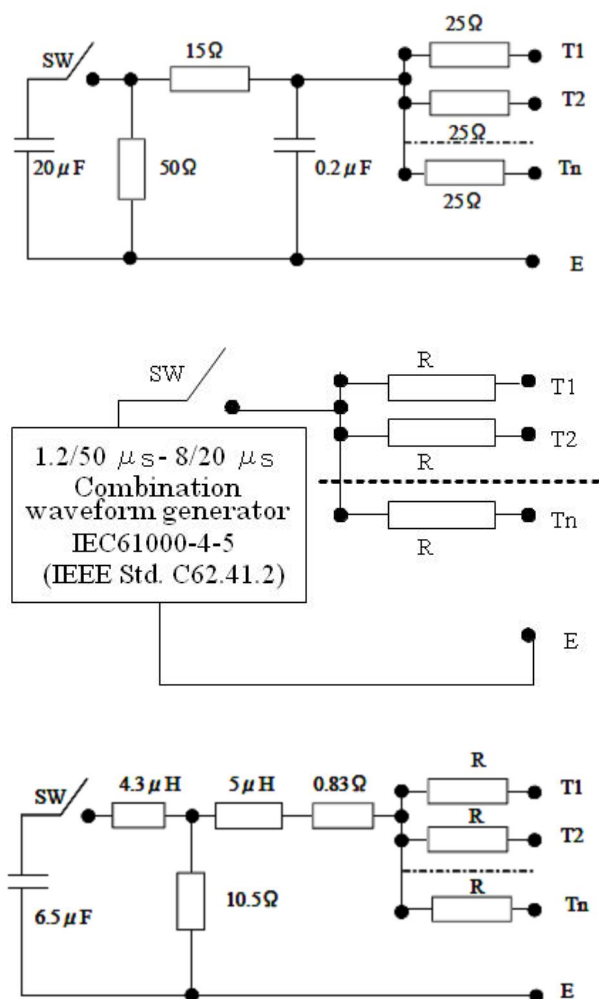 25Ω
15Ω
T1
SW
T2
25Ω
20μF
50Ω
0.2μF
Tn
25Ω
E
R
SW
T1
T2
1.2/50 μs- 8/20 μs
R
Combination
waveform generator
Tn
IEC61000-4-5
R
(IEEE Std. C62.41.2)
E
R
4.3μH
5μH
0.83Ω
T1
SW
R
T2
R
6.5μF
10.5Ω
Tn
E